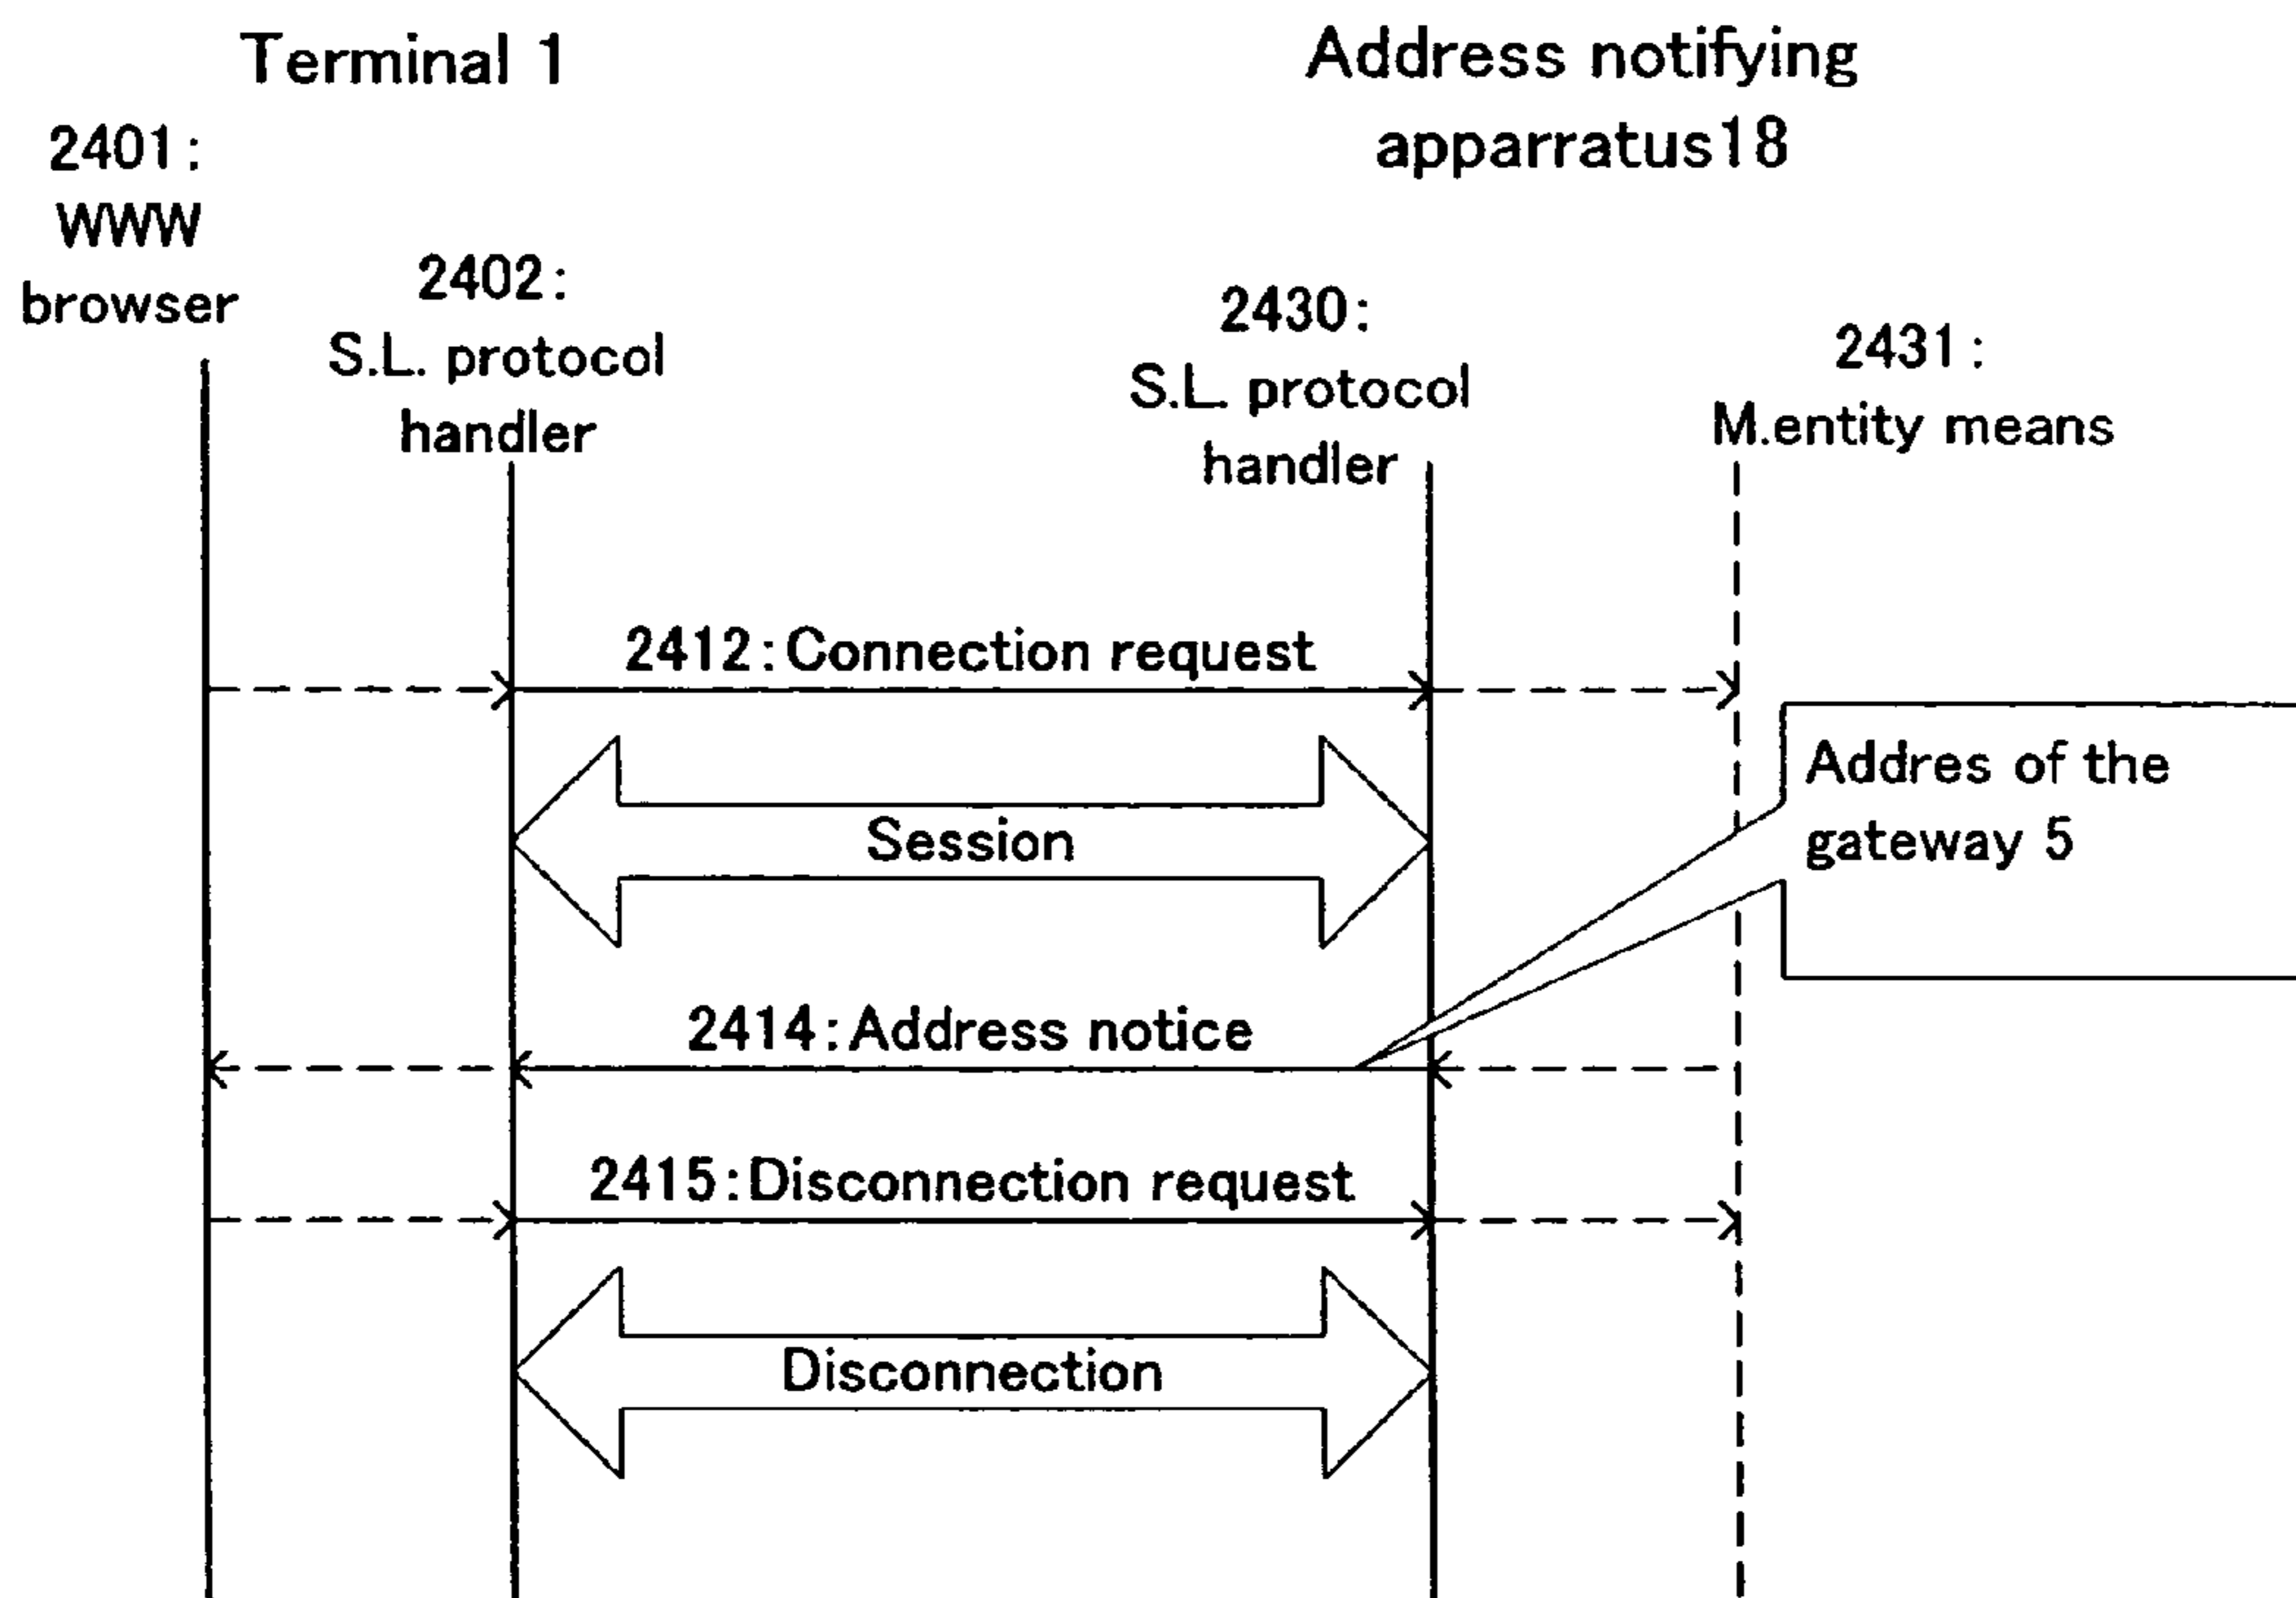 Terminal 1
Address notifying
apparratus18
2401:
WWW
browser
2402:
S.L. protocol
handler
2430:
S.L. protocol
handler
2431:
M.entity means
2412:Connection request
Addres of the
gateway 5
Session
2414:Address notice
2415:Disconnection request
Disconnection